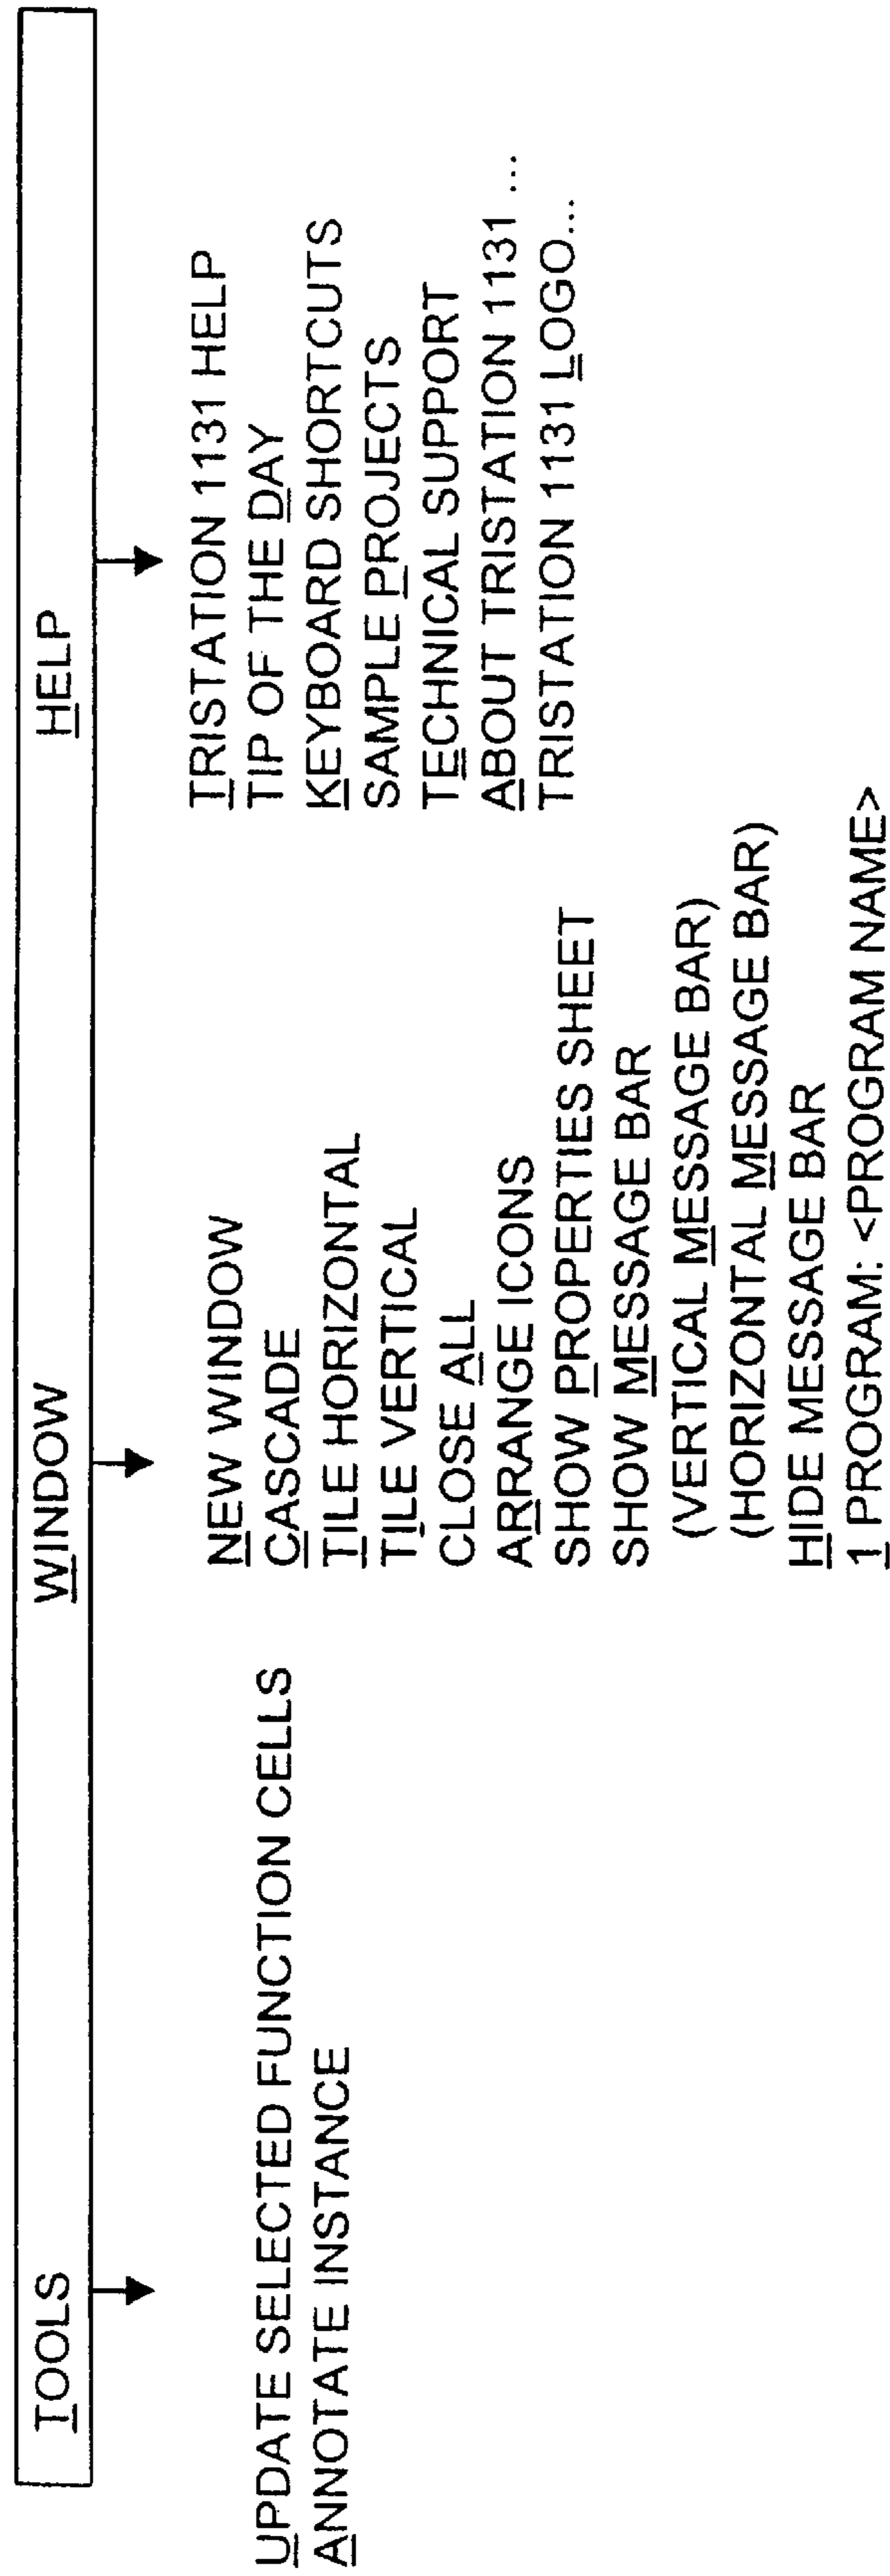 TOOLS
WINDOW
HELP
UPDATE SELECTED FUNCTION CELLS
ANNOTATE INSTANCE
NEW WINDOW
CASCADE
TILE HORIZONTAL
TILE VERTICAL
CLOSE ALL
ARRANGE ICONS
SHOW PROPERTIES SHEET
SHOW MESSAGE BAR
(VERTICAL MESSAGE BAR)
(HORIZONTAL MESSAGE BAR)
HIDE MESSAGE BAR
1 PROGRAM: <PROGRAM NAME>
TRISTATION 1131 HELP
TIP OF THE DAY
KEYBOARD SHORTCUTS
SAMPLE PROJECTS
TECHNICAL SUPPORT
ABOUT TRISTATION 1131 ...
TRISTATION 1131 LOGO...